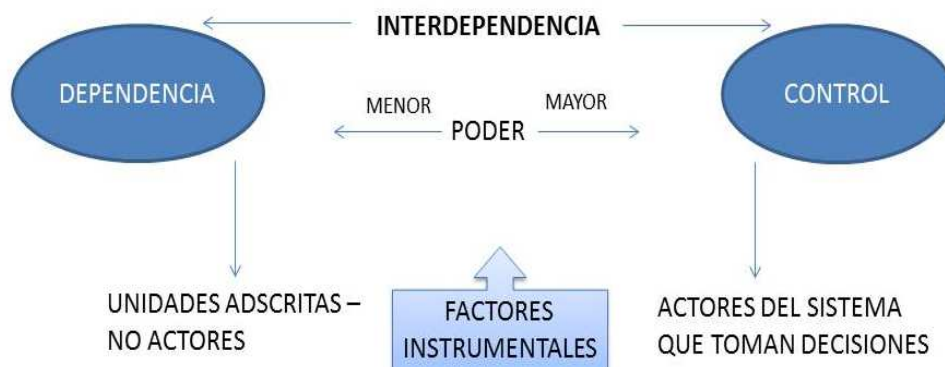 INTERDEPENDENCIA
DEPENDENCIA
CONTROL
MENOR
MAYOR
PODER
UNIDADES ADSCRITAS –
NO ACTORES
FACTORES
INSTRUMENTALES
ACTORES DEL SISTEMA
QUE TOMAN DECISIONES